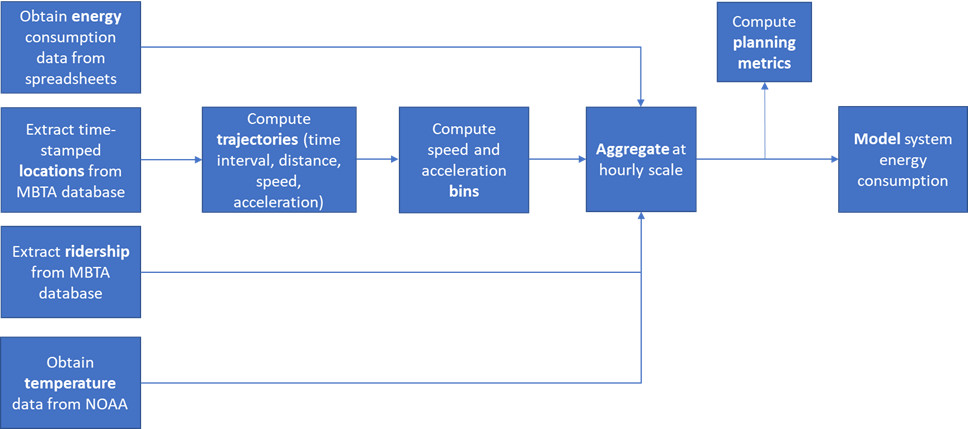 Obtain energy
consumption
data from
spreadsheets
Extract time-
stamped
locations from
MBTA database
Extract ridership
from MBTA
database
Obtain
temperature
data from NOAA
Compute
trajectories (time
interval, distance,
speed,
acceleration)
Compute
speed and
acceleration
bins
Aggregate at
hourly scale
Compute
planning
metrics
Model system
energy
consumption